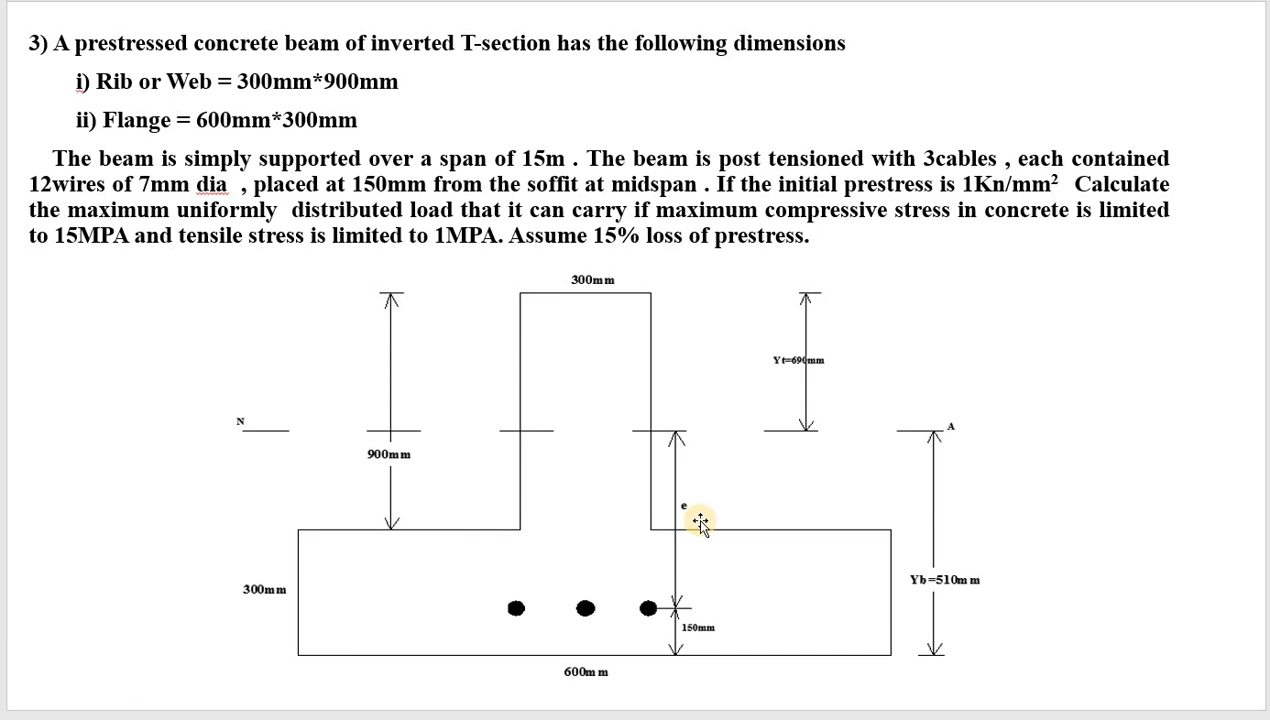 3) A prestressed concrete beam of inverted T-section has the following dimensions
i) Rib or Web = 300mm*900mm
ii) Flange = 600mm*300mm
The beam is simply supported over a span of 15m . The beam is post tensioned with 3cables , each contained
12wires of 7mm dia , placed at 150mm from the soffit at midspan . If the initial prestress is 1Kn/mm² Calculate
the maximum uniformly distributed load that it can carry if maximum compressive stress in concrete is limited
to 15MPA and tensile stress is limited to 1MPA. Assume 15% loss of prestress.
300mm
Yt=690mm
N
A
900mm
e
Yb=510mm
300mm
150mm
600mm